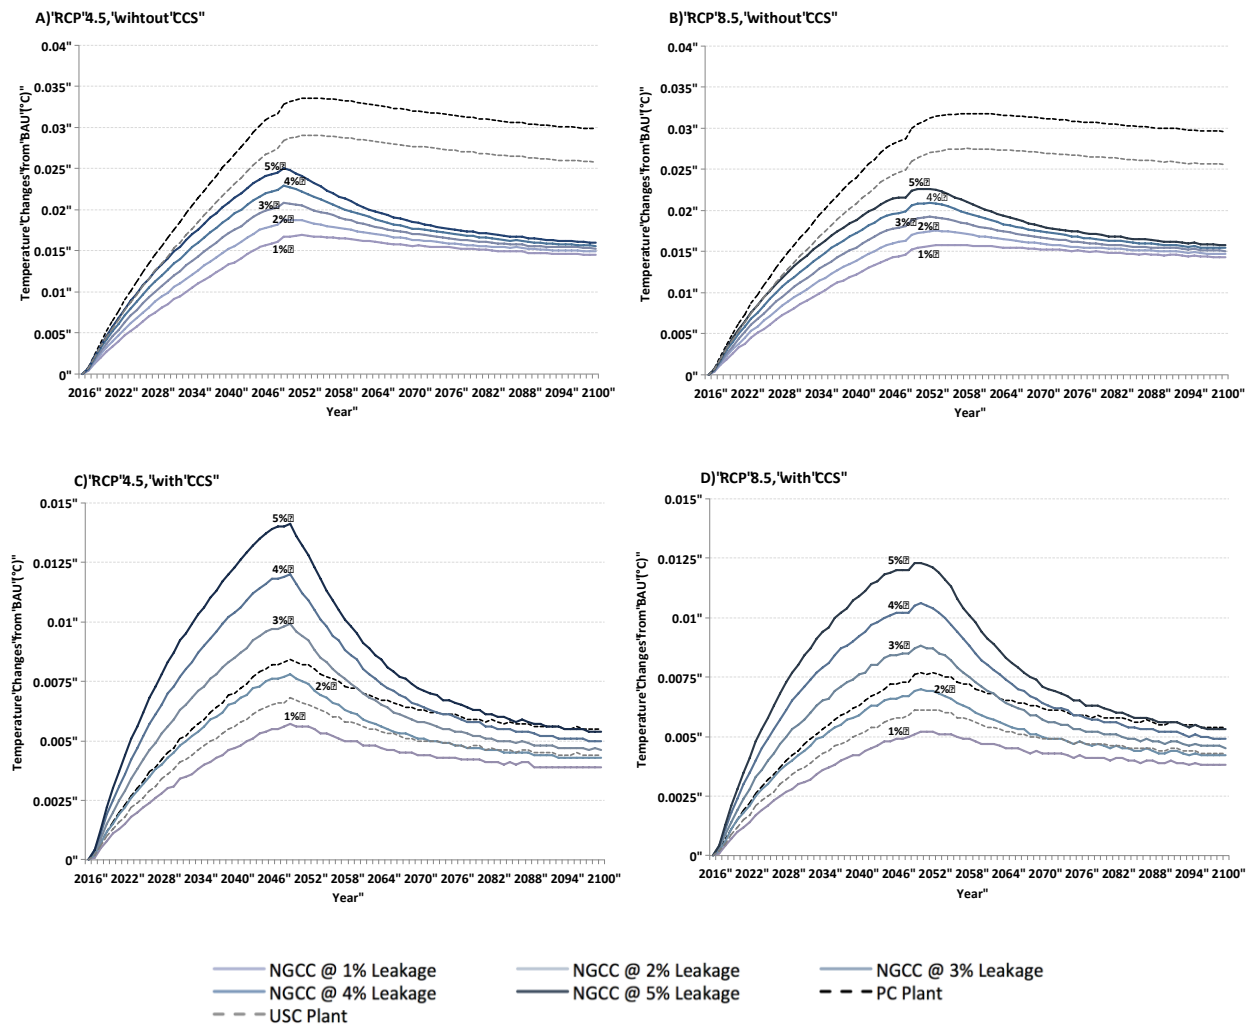 A)"RCP"4.5,"wihtout"CCS"
0.04"
0.035"
0.03"
0.025"
0.02"
0.015"
0.01"
0.005"
0"
Temperature"Changes"from"BAU"(°C)"
5%
4%
3%
2%
1%
2016" 2022" 2028" 2034" 2040" 2046" 2052" 2058" 2064" 2070" 2076" 2082" 2088" 2094" 2100"
Year"
B)"RCP"8.5,"without"CCS"
0.04"
0.035"
0.03"
0.025"
0.02"
0.015"
0.01"
0.005"
0"
Temperature"Changes"from"BAU"(°C)"
5%
4%
3%
2%
1%
2016" 2022" 2028" 2034" 2040" 2046" 2052" 2058" 2064" 2070" 2076" 2082" 2088" 2094" 2100"
Year"
C)"RCP"4.5,"with"CCS"
0.015"
0.0125"
0.01"
0.0075"
0.005"
0.0025"
0"
Temperature"Changes"from"BAU"(°C)"
5%
4%
3%
2%
1%
2016" 2022" 2028" 2034" 2040" 2046" 2052" 2058" 2064" 2070" 2076" 2082" 2088" 2094" 2100"
Year"
D)"RCP"8.5,"with"CCS"
0.015"
0.0125"
0.01"
0.0075"
0.005"
0.0025"
0"
Temperature"Changes"from"BAU"(°C)"
5%
4%
3%
2%
1%
2016" 2022" 2028" 2034" 2040" 2046" 2052" 2058" 2064" 2070" 2076" 2082" 2088" 2094" 2100"
Year"
NGCC @ 1% Leakage
NGCC @ 2% Leakage
NGCC @ 3% Leakage
NGCC @ 4% Leakage
NGCC @ 5% Leakage
PC Plant
USC Plant